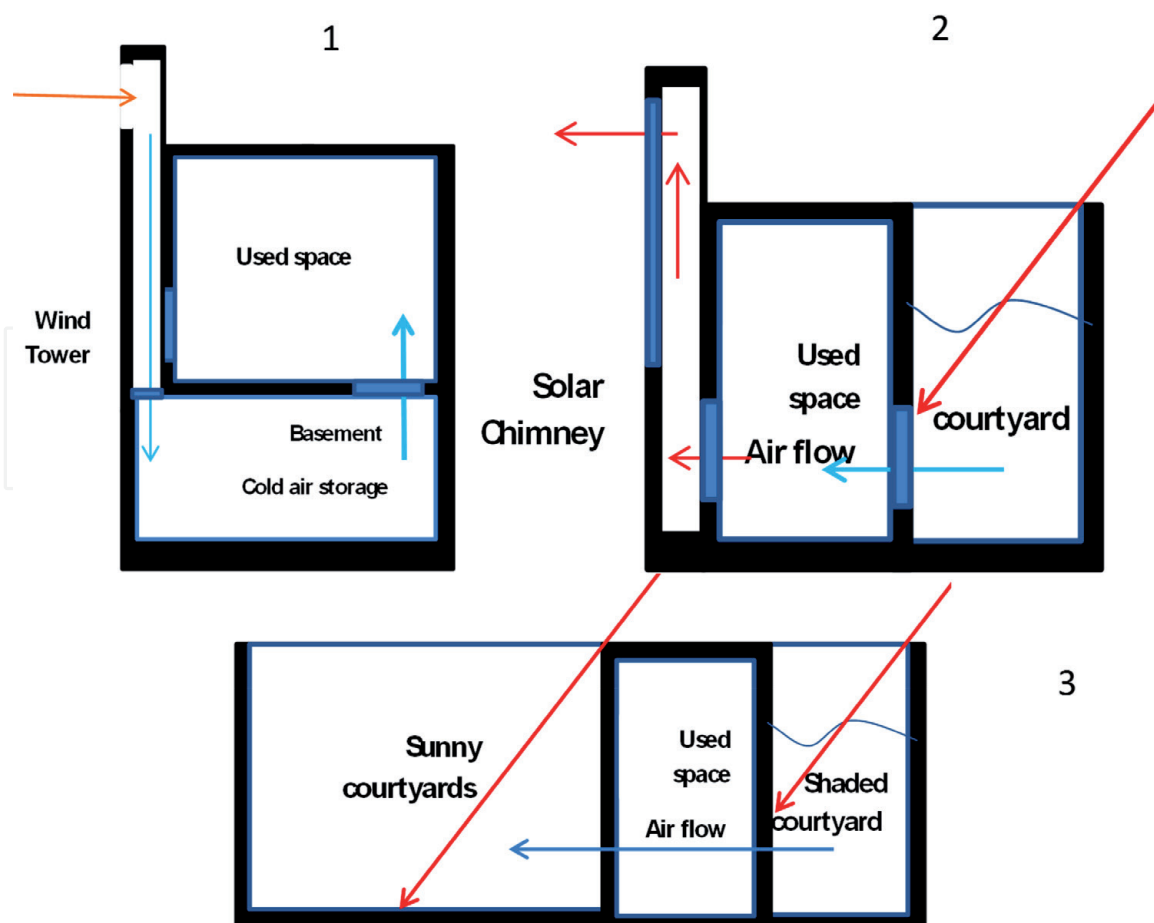 1
Used space
Wind
Tower
Basement
Cold air storage
2
Used
space
Air flow
courtyard
Solar
Chimney
3
Sunny
courtyards
Used
space
Air flow
Shaded
courtyard